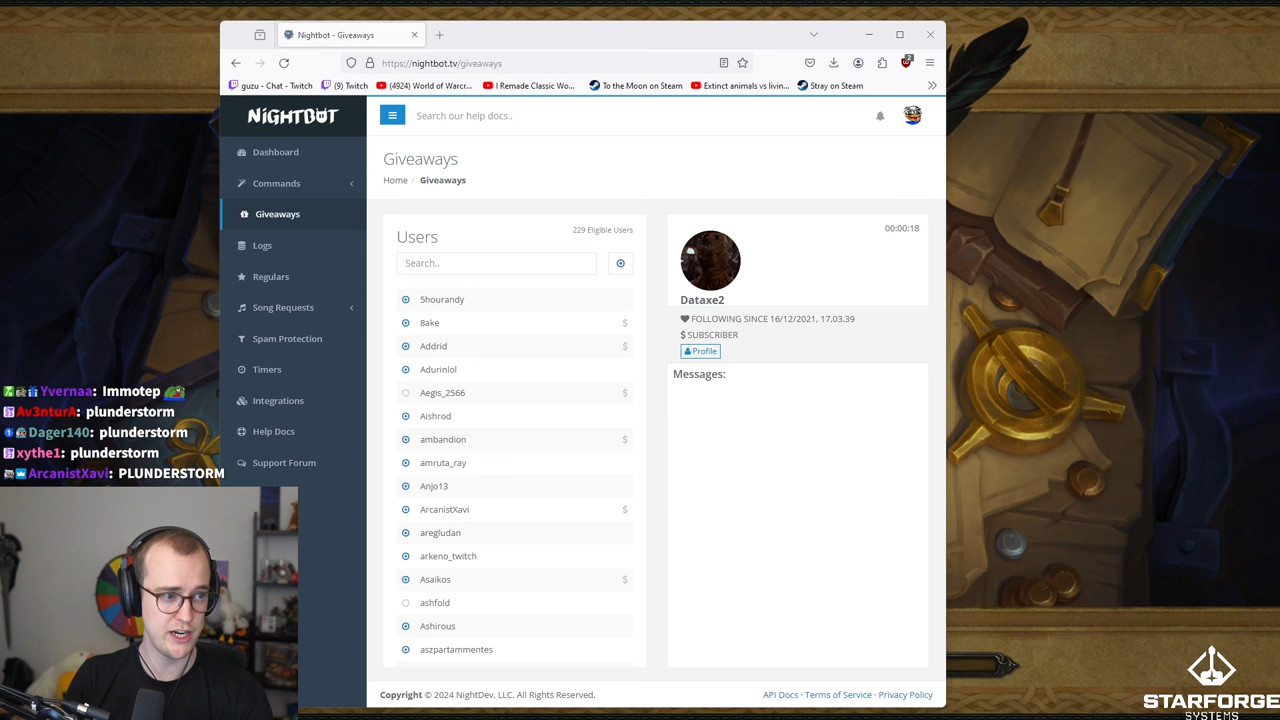 Nightbot - Giveaways
https://nightbot.tv/giveaways
2
guzu - Chat - Twitch
(9) Twitch
(4924) World of Warcr...
I Remade Classic Wo...
To the Moon on Steam
Extinct animals vs livin...
Stray on Steam
NIGHTBOT
Search our help docs..
Dashboard
Commands
Giveaways
Logs
Regulars
Song Requests
Spam Protection
Timers
Integrations
Help Docs
Support Forum
Giveaways
Home / Giveaways
Users
229 Eligible Users
Search..
5hourandy
8ake $
Addrid $
Adurinlol
Aegis_2566 $
Aishrod
ambandion $
amruta_ray
Anjo13
ArcanistXavi $
aregludan
arkeno_twitch
Asaikos $
ashfold
Ashirous
aszpartammentes
00:00:18
Dataxe2
FOLLOWING SINCE 16/12/2021, 17.03.39
$ SUBSCRIBER
Profile
Messages:
Copyright © 2024 NightDev, LLC. All Rights Reserved.
API Docs · Terms of Service · Privacy Policy
Yvernaa: Immotep
Av3nturA: plunderstorm
Dager140: plunderstorm
xythe1: plunderstorm
ArcanistXavi: PLUNDERSTORM
STARFORGE
SYSTEMS